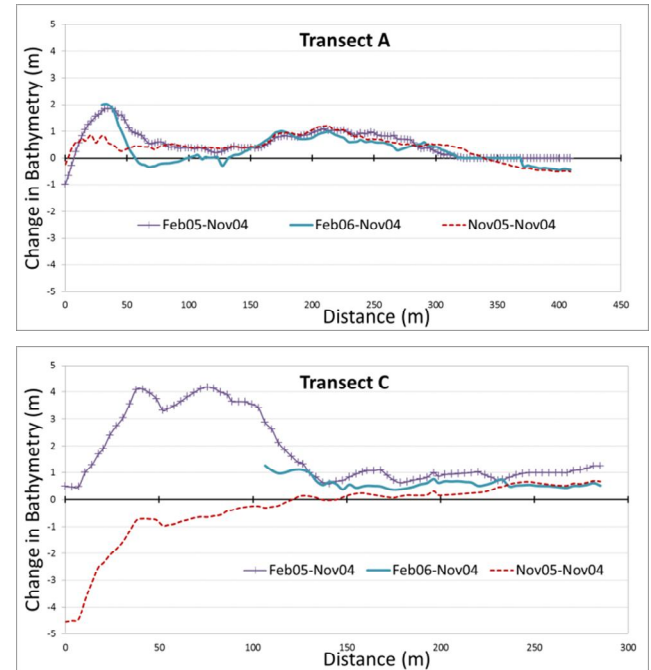 Transect A
Change in Bathymetry (m)
5
4
3
2
1
0
-1
-2
-3
-4
-5
0 50 100 150 200 250 300 350 400 450
Feb05-Nov04 Feb06-Nov04 Nov05-Nov04
Distance (m)
Transect C
Change in Bathymetry (m)
5
4
3
2
1
0
-1
-2
-3
-4
-5
Feb05-Nov04 Feb06-Nov04 Nov05-Nov04
0 50 100 150 200 250 300
Distance (m)